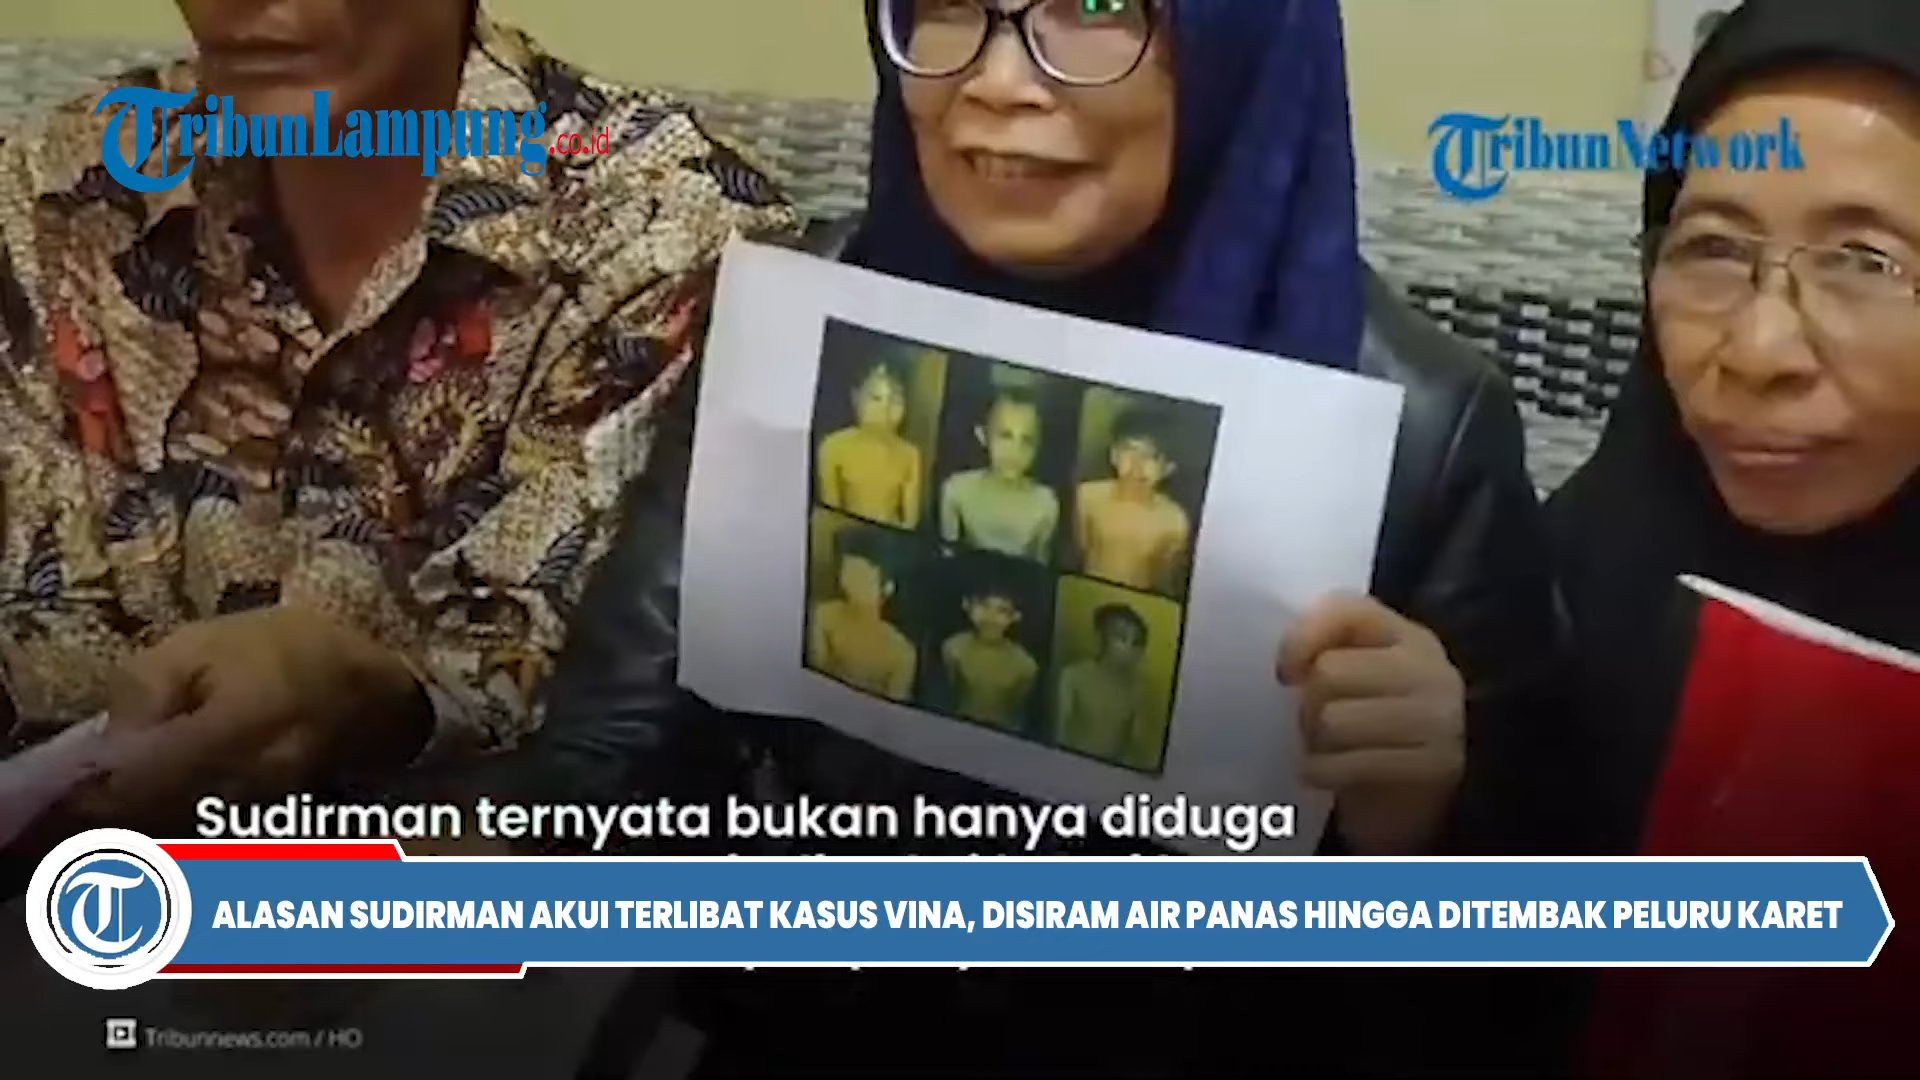 TribunLampung.co.id
TribunNetwork
Sudirman ternyata bukan hanya diduga
ALASAN SUDIRMAN AKUI TERLIBAT KASUS VINA, DISIRAM AIR PANAS HINGGA DITEMBAK PELURU KARET
Tribunnews.com / HO